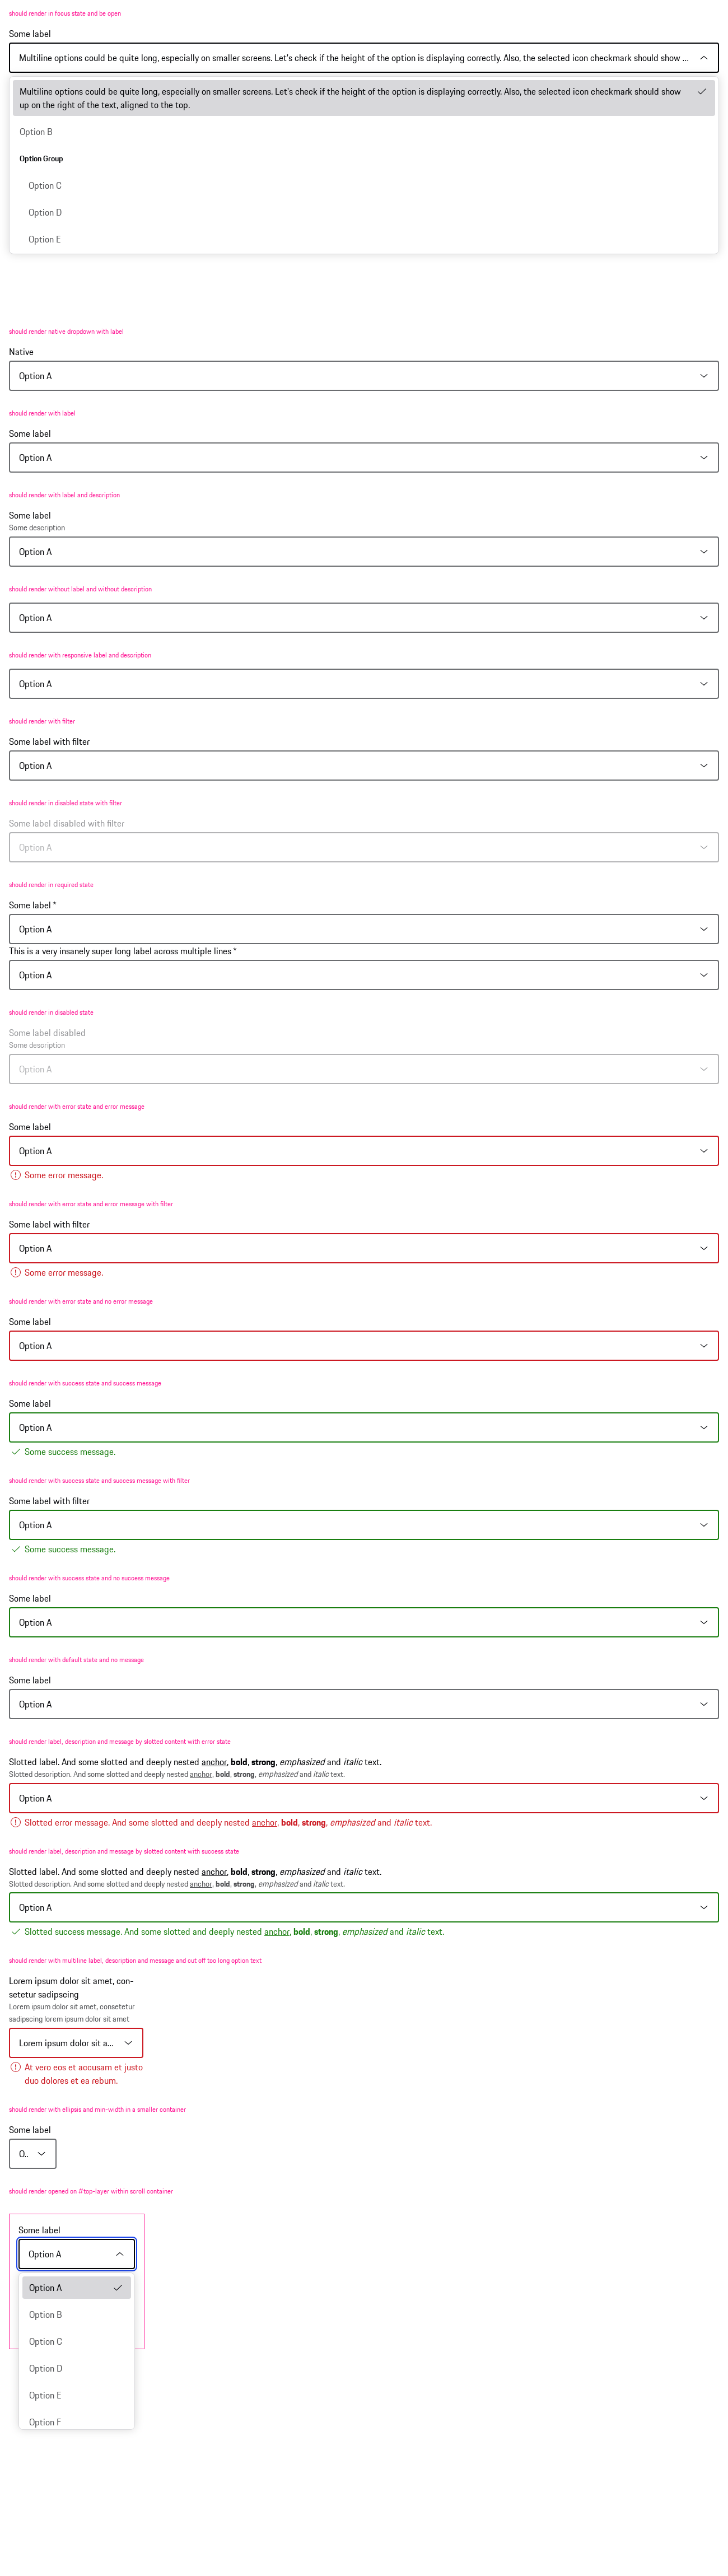 should render in focus state and be open
Some label
Multiline options could be quite long, especially on smaller screens. Let's check if the height of the option is displaying correctly. Also, the selected icon checkmark should show ...
Multiline options could be quite long, especially on smaller screens. Let's check if the height of the option is displaying correctly. Also, the selected icon checkmark should show
up on the right of the text, aligned to the top.
Option B
Option Group
Option C
Option D
Option E
should render native dropdown with label
Native
Option A
should render with label
Some label
Option A
should render with label and description
Some label
Some description
Option A
should render without label and without description
Option A
should render with responsive label and description
Option A
should render with filter
Some label with filter
Option A
should render in disabled state with filter
Some label disabled with filter
Option A
should render in required state
Some label *
Option A
This is a very insanely super long label across multiple lines *
Option A
should render in disabled state
Some label disabled
Some description
Option A
should render with error state and error message
Some label
Option A
Some error message.
should render with error state and error message with filter
Some label with filter
Option A
Some error message.
should render with error state and no error message
Some label
Option A
should render with success state and success message
Some label
Option A
Some success message.
should render with success state and success message with filter
Some label with filter
Option A
Some success message.
should render with success state and no success message
Some label
Option A
should render with default state and no message
Some label
Option A
should render label, description and message by slotted content with error state
Slotted label. And some slotted and deeply nested anchor, bold, strong, emphasized and italic text.
Slotted description. And some slotted and deeply nested anchor, bold, strong, emphasized and italic text.
Option A
Slotted error message. And some slotted and deeply nested anchor, bold, strong, emphasized and italic text.
should render label, description and message by slotted content with success state
Slotted label. And some slotted and deeply nested anchor, bold, strong, emphasized and italic text.
Slotted description. And some slotted and deeply nested anchor, bold, strong, emphasized and italic text.
Option A
Slotted success message. And some slotted and deeply nested anchor, bold, strong, emphasized and italic text.
should render with multiline label, description and message and cut off too long option text
Lorem ipsum dolor sit amet, con-
setetur sadipscing
Lorem ipsum dolor sit amet, consetetur
sadipscing lorem ipsum dolor sit amet
Lorem ipsum dolor sit a...
At vero eos et accusam et justo
duo dolores et ea rebum.
should render with ellipsis and min-width in a smaller container
Some label
O...
should render opened on #top-layer within scroll container
Some label
Option A
Option A
Option B
Option C
Option D
Option E
Option F